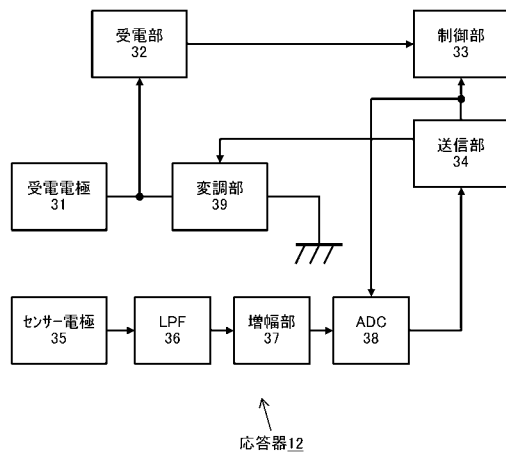 受電部
32
制御部
33
送信部
34
受電電極
31
変調部
39
センサー電極
35
LPF
36
増幅部
37
ADC
38
応答器12